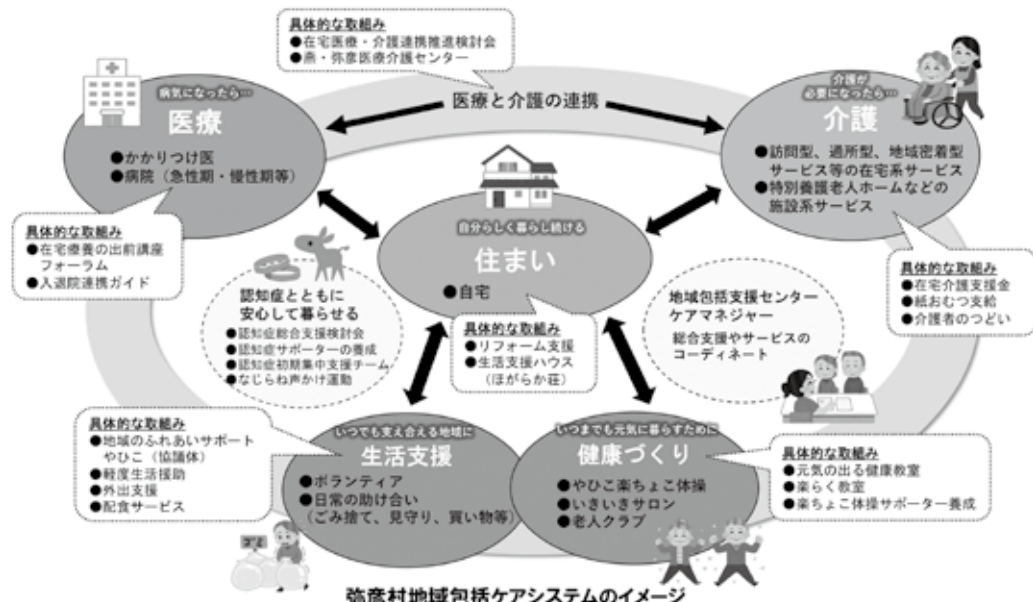 具体的な取組み
●在宅医療・介護連携推進検討会
●燕・弥彦医療介護センター
病気になったら…
医療
●かかりつけ医
●病院（急性期・慢性期等）
医療と介護の連携
介護が
必要になったら…
介護
●訪問型、通所型、地域密着型
サービス等の在宅系サービス
●特別養護老人ホームなどの
施設系サービス
具体的な取組み
●在宅療養の出前講座
フォーラム
●入退院連携ガイド
自分らしく暮らし続ける
住まい
●自宅
具体的な取組み
●リフォーム支援
●生活支援ハウス
（ほがらか荘）
具体的な取組み
●在宅介護支援金
●紙おむつ支給
●介護者のつどい
認知症とともに
安心して暮らせる
●認知症総合支援検討会
●認知症サポーターの養成
●認知症初期集中支援チーム
●なじらね声かけ運動
地域包括支援センター
ケアマネジャー
総合支援やサービスの
コーディネート
具体的な取組み
●地域のふれあいサポート
やひこ（協議体）
●軽度生活援助
●外出支援
●配食サービス
いつでも支え合える地域に
生活支援
●ボランティア
●日常の助け合い
（ごみ捨て、見守り、買い物等）
ゴミ
いつまでも元気に暮らすために
健康づくり
●やひこ楽ちょこ体操
●いきいきサロン
●老人クラブ
具体的な取組み
●元気の出る健康教室
●楽らく教室
●楽ちょこ体操サポーター養成
弥彦村地域包括ケアシステムのイメージ